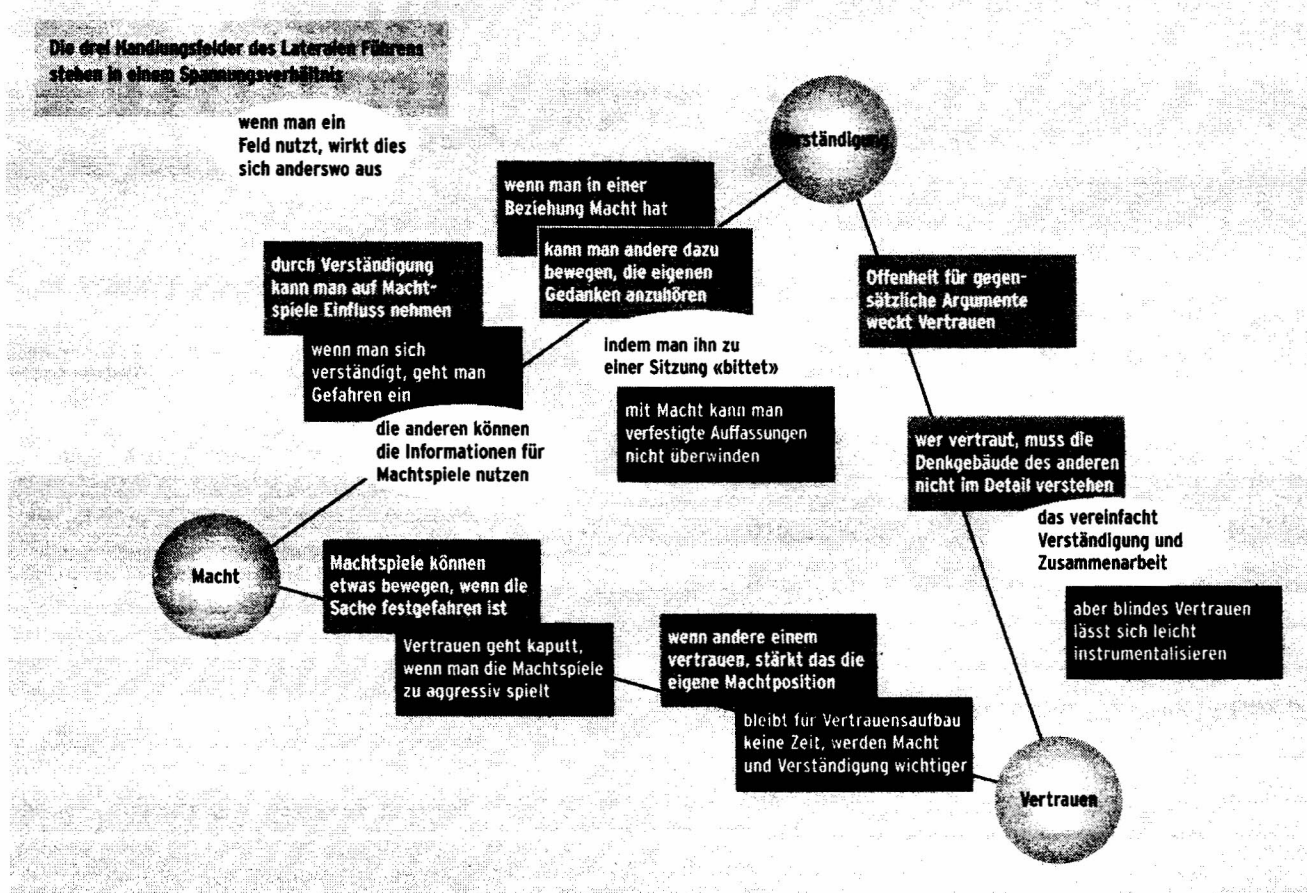 Die drei Handlungsfelder des Lateralen Führens
stehen in einem Spannungsverhältnis
wenn man ein
Feld nutzt, wirkt dies
sich anderswo aus
Verständigung
wenn man in einer
Beziehung Macht hat
kann man andere dazu
bewegen, die eigenen
Gedanken anzuhören
indem man ihn zu
einer Sitzung «bittet»
mit Macht kann man
verfestigte Auffassungen
nicht überwinden
durch Verständigung
kann man auf Macht-
spiele Einfluss nehmen
wenn man sich
verständigt, geht man
Gefahren ein
die anderen können
die Informationen für
Machtspiele nutzen
Offenheit für gegen-
sätzliche Argumente
weckt Vertrauen
wer vertraut, muss die
Denkgebäude des anderen
nicht im Detail verstehen
das vereinfacht
Verständigung und
Zusammenarbeit
aber blindes Vertrauen
lässt sich leicht
instrumentalisieren
Macht
Machtspiele können
etwas bewegen, wenn die
Sache festgefahren ist
Vertrauen geht kaputt,
wenn man die Machtspiele
zu aggressiv spielt
wenn andere einem
vertrauen, stärkt das die
eigene Machtposition
bleibt für Vertrauensaufbau
keine Zeit, werden Macht
und Verständigung wichtiger
Vertrauen